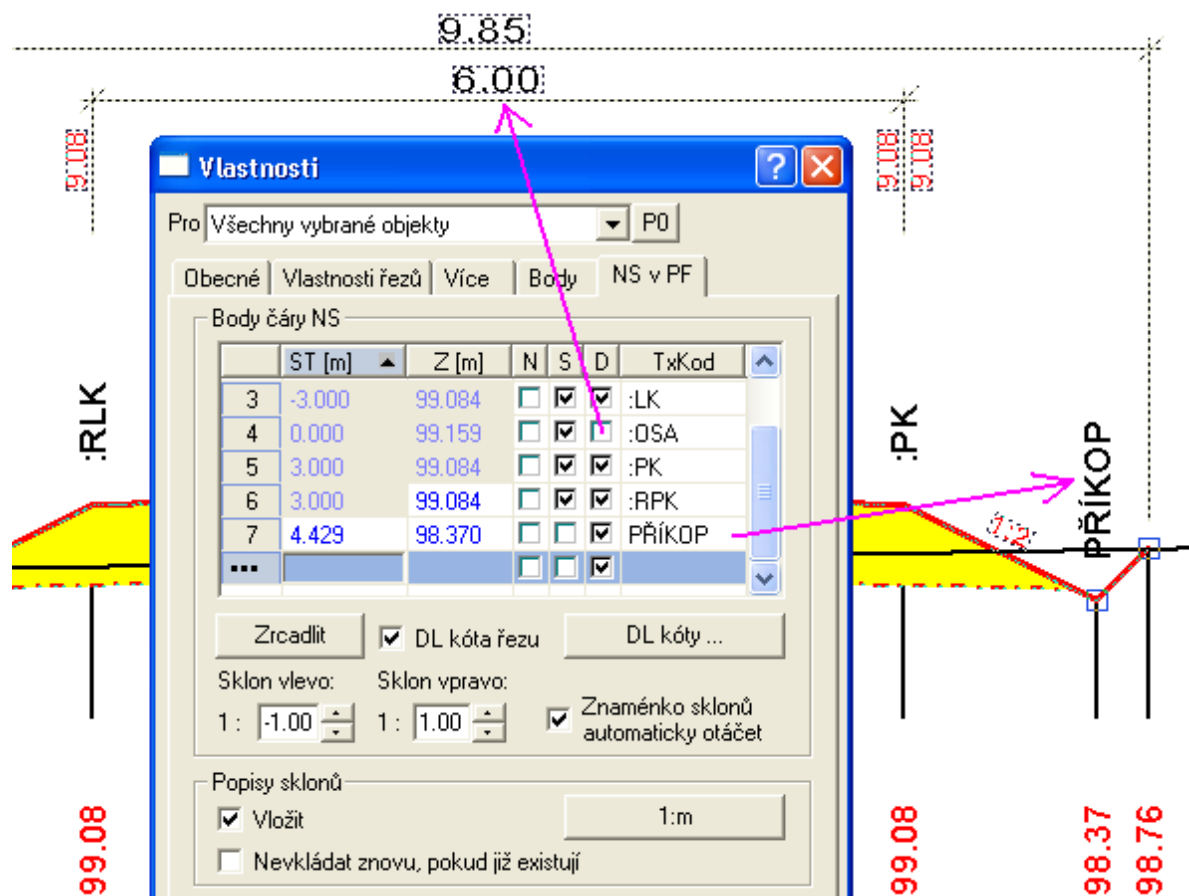 9.85
6.00
9.08
9.08
9.08
Vlastnosti
Pro Všechny vybrané objekty P0
Obecné Vlastnosti řezů Více Body NS v PF
Body čáry NS
ST [m] Z [m] N S D TxKod
3 -3.000 99.084 :LK
4 0.000 99.159 :OSA
5 3.000 99.084 :PK
6 3.000 99.084 :RPK
7 4.429 98.370 PŘÍKOP
:RLK
:PK
PŘÍKOP
1:2
Zrcadlit DL kóta řezu DL kóty ...
Sklon vlevo: Sklon vpravo:
1 : -1.00 1 : 1.00 Znaménko sklonů
automaticky otáčet
Popisy sklonů
Vložit 1:m
Nevkládat znovu, pokud již existují
99.08
99.08
98.37
98.76